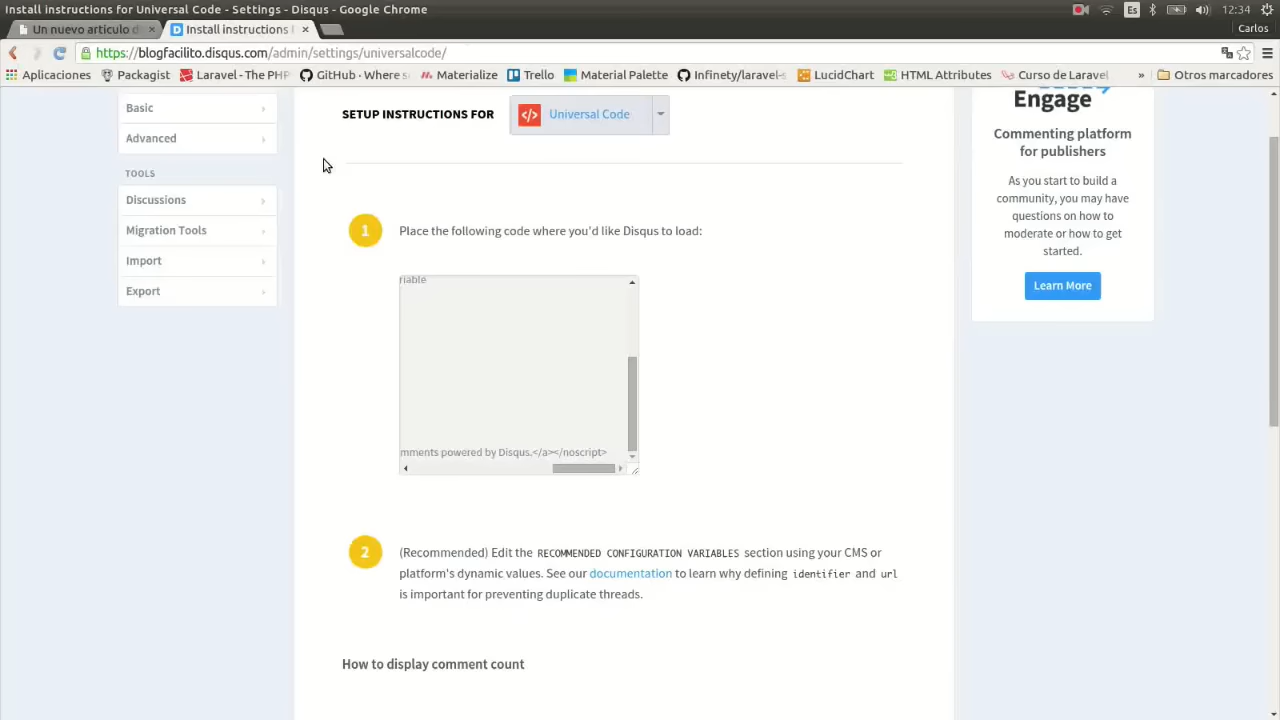 Install instructions for Universal Code - Settings - Disqus - Google Chrome
Es
12:34
Un nuevo articulo d
Install instructions
Carlos
https://blogfacilito.disqus.com/admin/settings/universalcode/
Aplicaciones
Packagist
Laravel - The PHP
GitHub · Where s
Materialize
Trello
Material Palette
Infinety/laravel-
LucidChart
HTML Attributes
Curso de Laravel
»
Otros marcadores
Basic
Advanced
TOOLS
Discussions
Migration Tools
Import
Export
SETUP INSTRUCTIONS FOR
</> Universal Code
1
Place the following code where you'd like Disqus to load:
riable
mments powered by Disqus.</a></noscript>
2
(Recommended) Edit the RECOMMENDED CONFIGURATION VARIABLES section using your CMS or
platform's dynamic values. See our documentation to learn why defining identifier and url
is important for preventing duplicate threads.
How to display comment count
Engage
Commenting platform
for publishers
As you start to build a
community, you may have
questions on how to
moderate or how to get
started.
Learn More